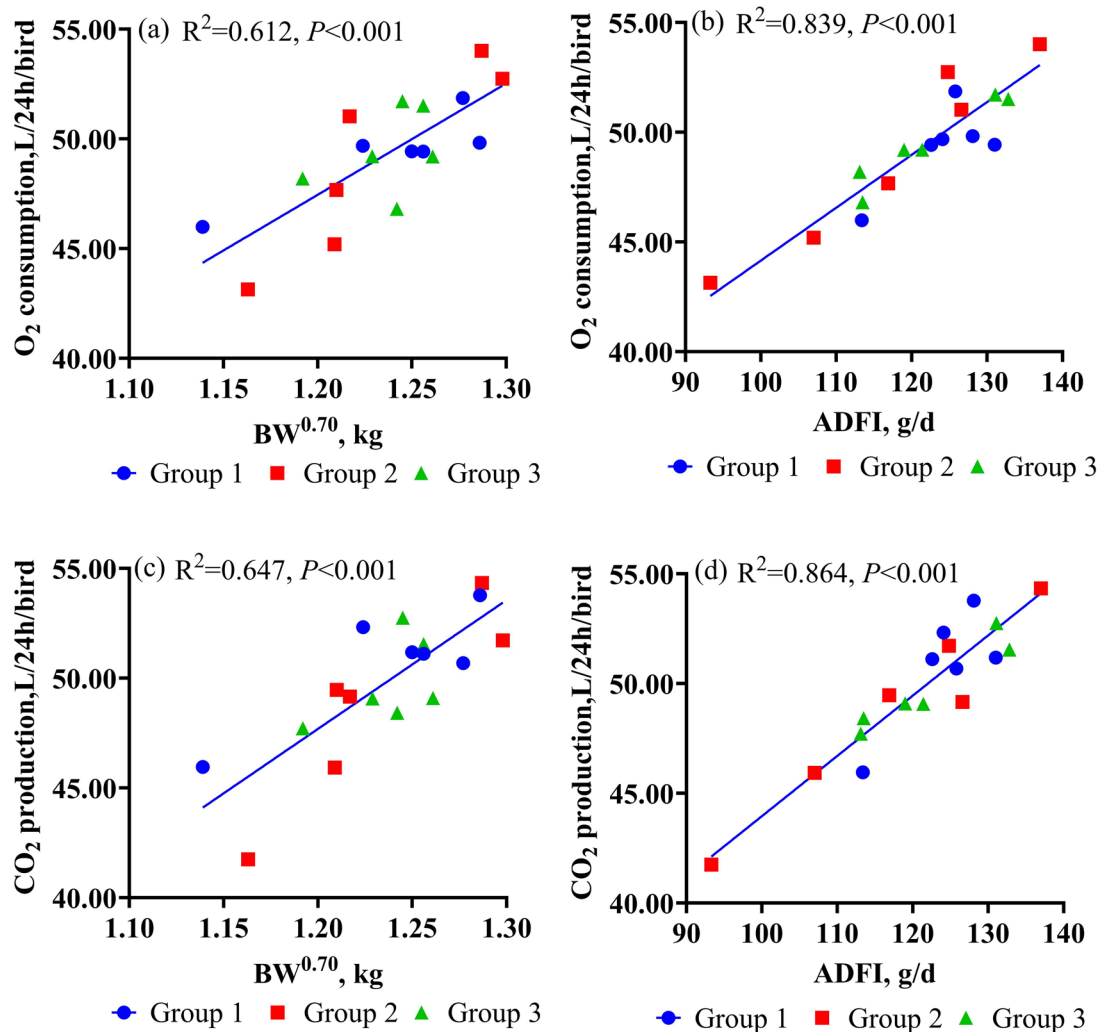 (a) R²=0.612, P<0.001
O₂ consumption,L/24h/bird
55.00
50.00
45.00
40.00
1.10 1.15 1.20 1.25 1.30
BW⁰·⁷⁰, kg
Group 1 Group 2 Group 3
(b) R²=0.839, P<0.001
O₂ consumption,L/24h/bird
55.00
50.00
45.00
40.00
90 100 110 120 130 140
ADFI, g/d
Group 1 Group 2 Group 3
(c) R²=0.647, P<0.001
CO₂ production,L/24h/bird
55.00
50.00
45.00
40.00
1.10 1.15 1.20 1.25 1.30
BW⁰·⁷⁰, kg
Group 1 Group 2 Group 3
(d) R²=0.864, P<0.001
CO₂ production,L/24h/bird
55.00
50.00
45.00
40.00
90 100 110 120 130 140
ADFI, g/d
Group 1 Group 2 Group 3